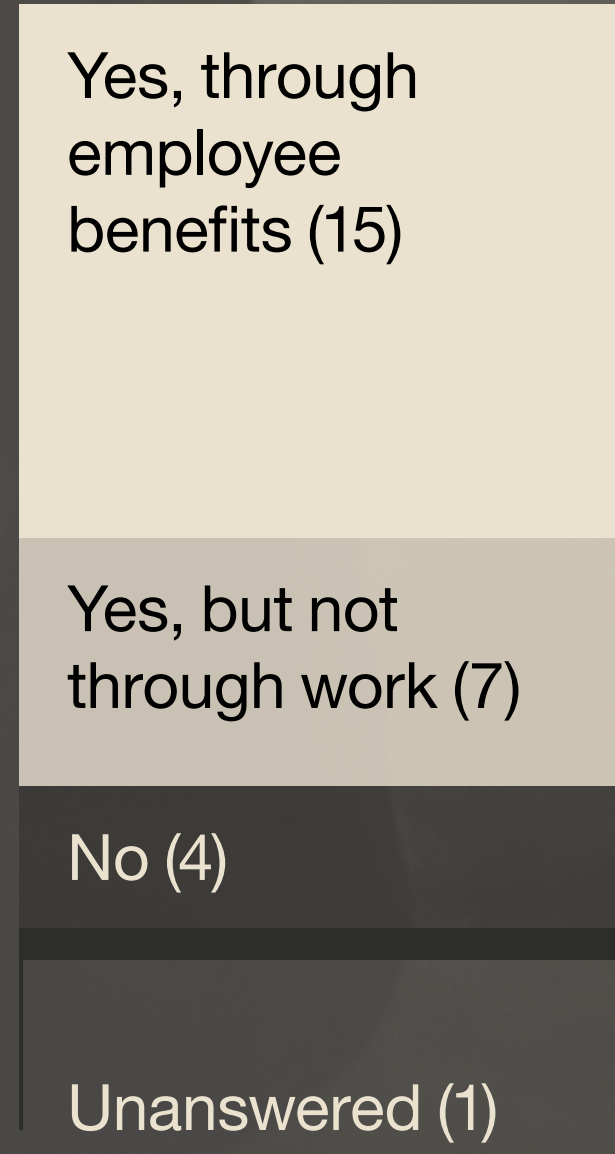 Yes, through
employee
benefits (15)
Yes, but not
through work (7)
No (4)
Unanswered (1)